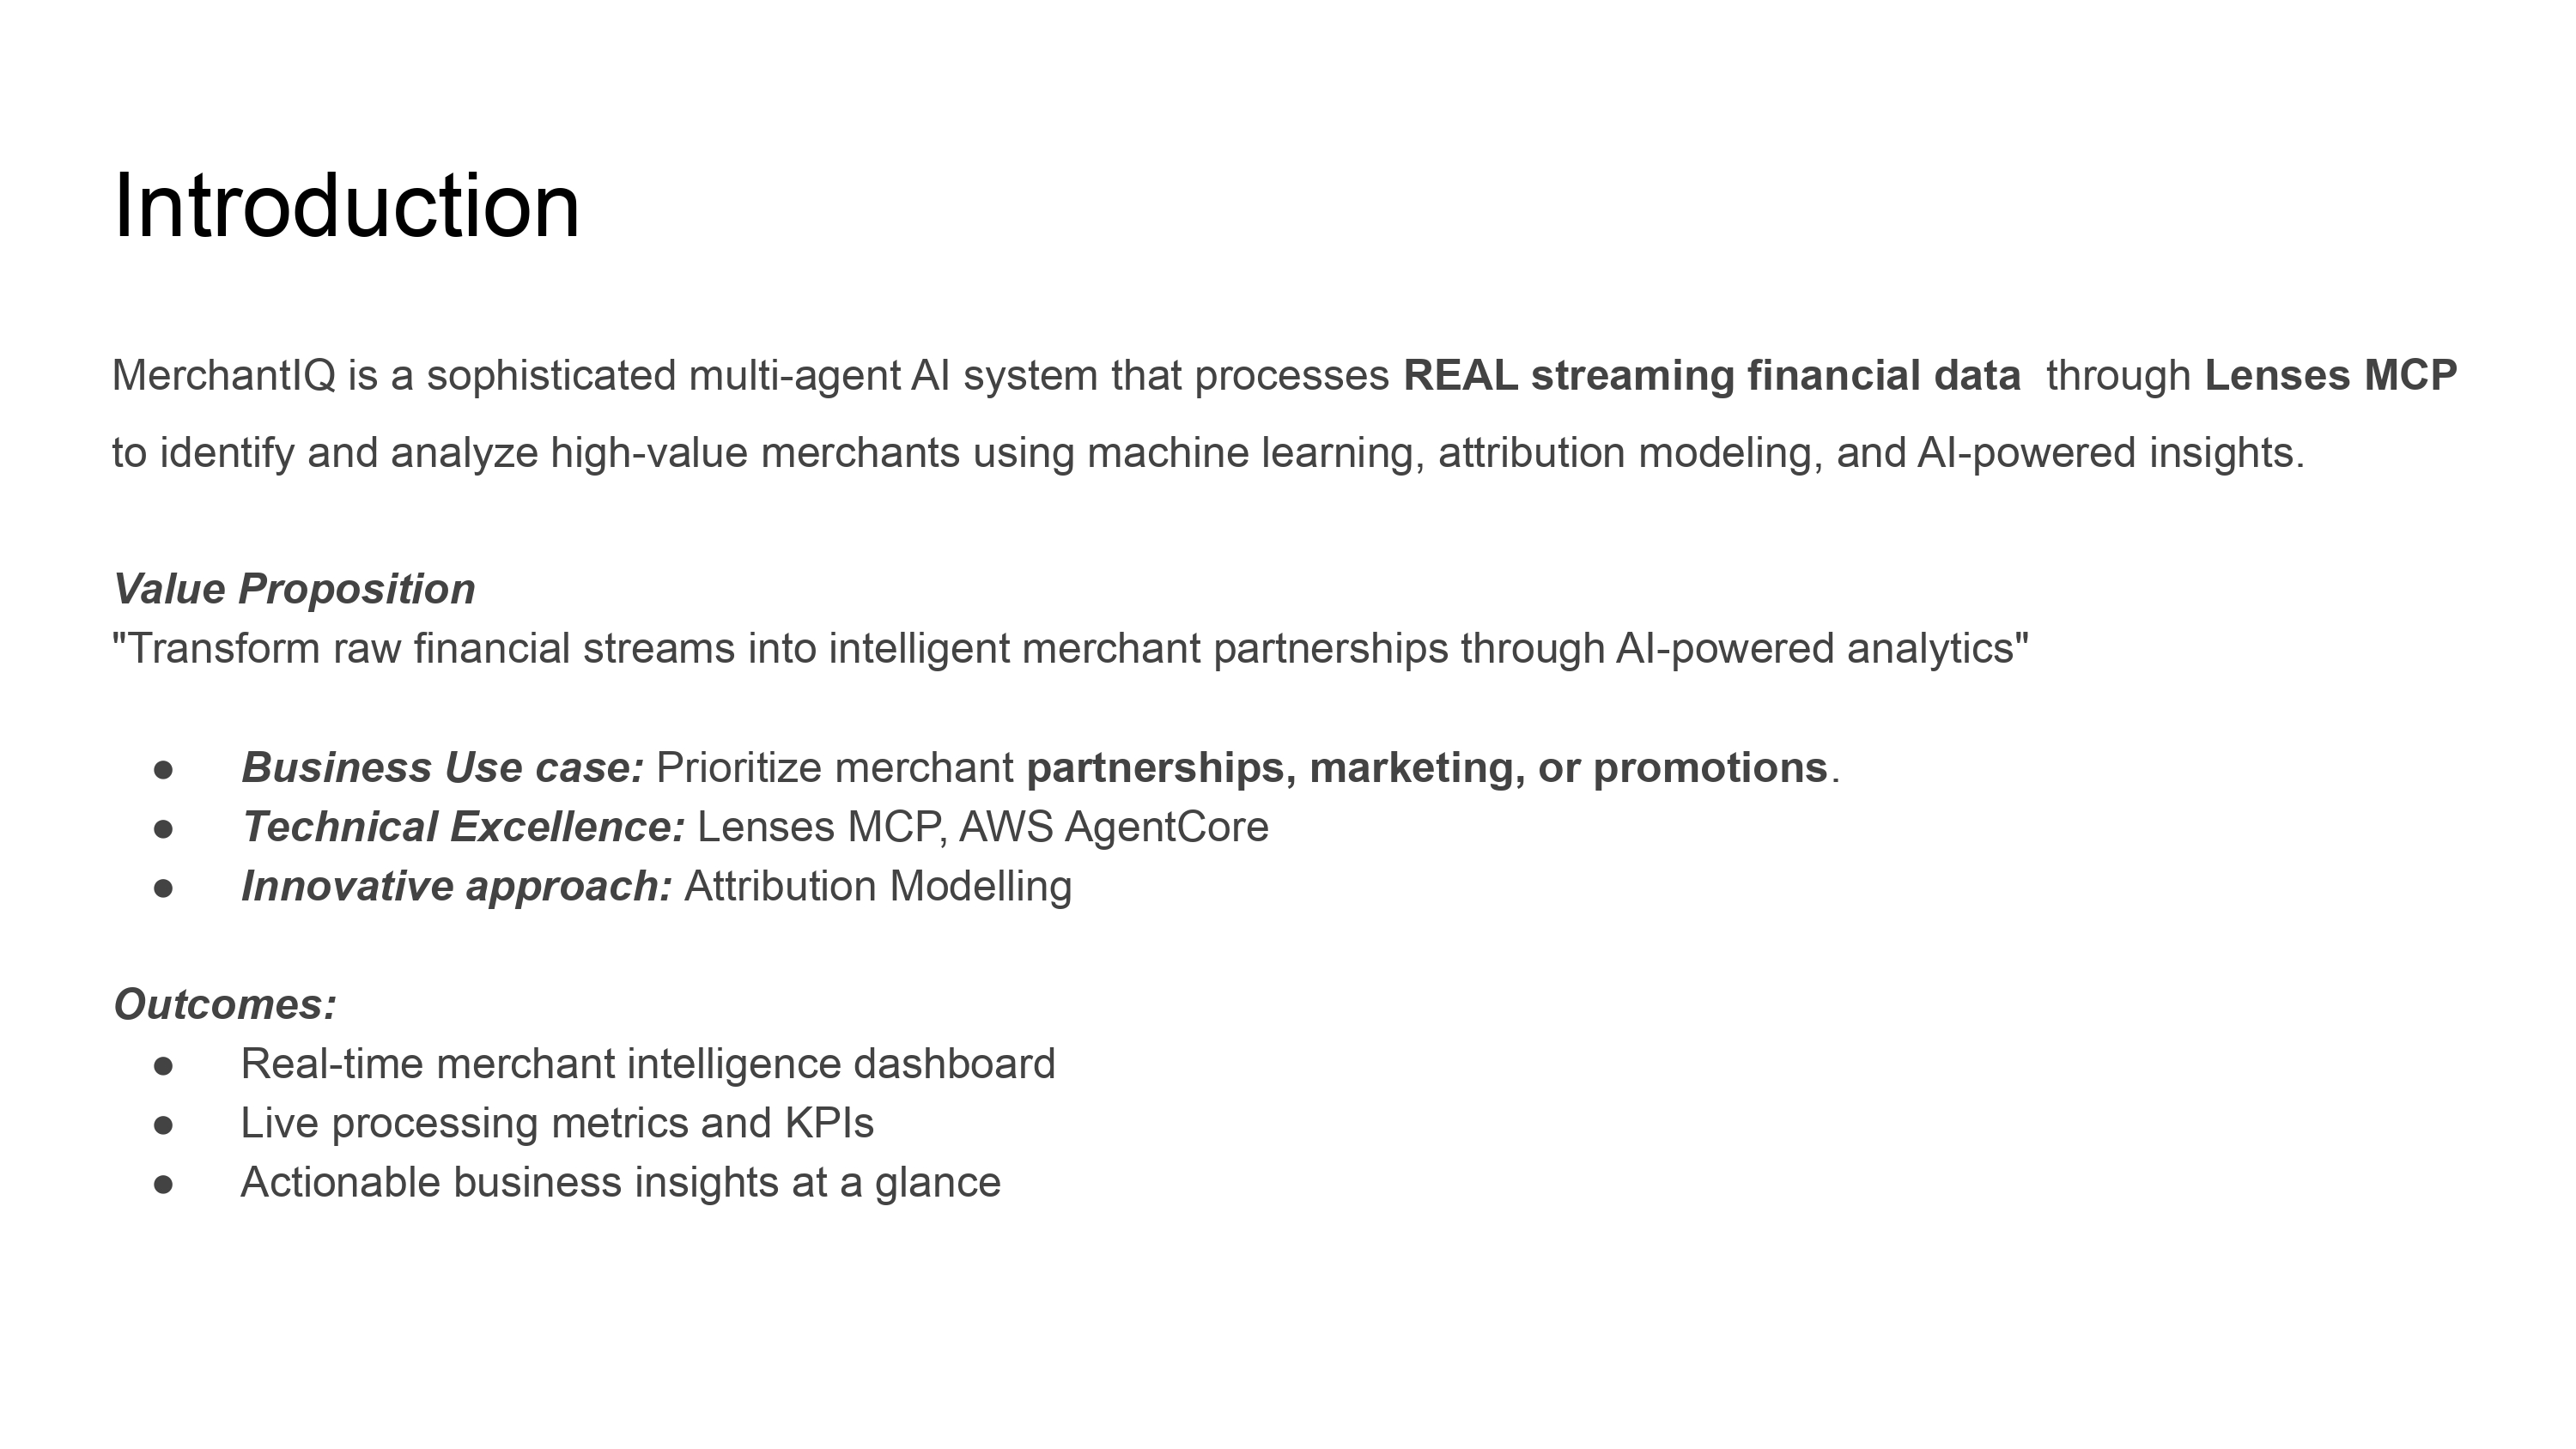 Introduction
MerchantIQ is a sophisticated multi-agent AI system that processes REAL streaming financial data  through Lenses MCP
to identify and analyze high-value merchants using machine learning, attribution modeling, and AI-powered insights.
Value Proposition
"Transform raw financial streams into intelligent merchant partnerships through AI-powered analytics"
● Business Use case: Prioritize merchant partnerships, marketing, or promotions.
● Technical Excellence: Lenses MCP, AWS AgentCore
● Innovative approach: Attribution Modelling
Outcomes:
● Real-time merchant intelligence dashboard
● Live processing metrics and KPIs
● Actionable business insights at a glance